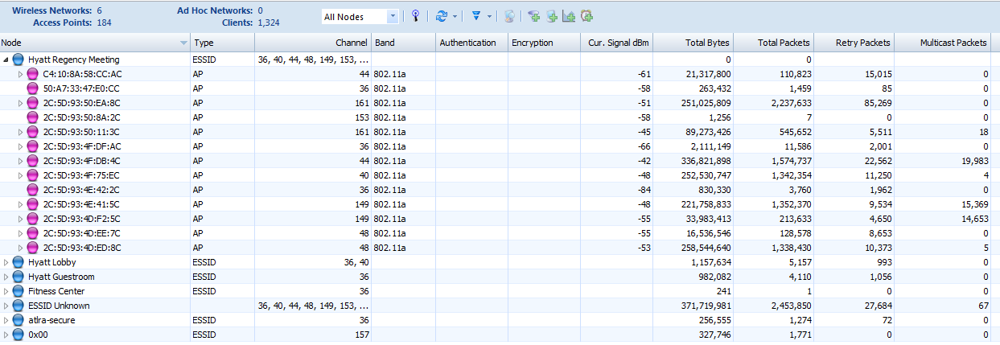 Wireless Networks: 6 Ad Hoc Networks: 0
Access Points: 184 Clients: 1,324
All Nodes
Node Type Channel Band Authentication Encryption Cur. Signal dBm Total Bytes Total Packets Retry Packets Multicast Packets
Hyatt Regency Meeting ESSID 36, 40, 44, 48, 149, 153, ... 0 0
C4:10:8A:58:CC:AC AP 44 802.11a -61 21,317,800 110,823 15,015 0
50:A7:33:47:E0:CC AP 36 802.11a -58 263,432 1,459 85 0
2C:5D:93:50:EA:8C AP 161 802.11a -51 251,025,809 2,237,633 85,269 0
2C:5D:93:50:8A:2C AP 153 802.11a -58 1,256 7 0 0
2C:5D:93:50:11:3C AP 161 802.11a -45 89,273,426 545,652 5,511 18
2C:5D:93:4F:DF:AC AP 36 802.11a -66 2,111,149 11,586 2,001 0
2C:5D:93:4F:DB:4C AP 44 802.11a -42 336,821,898 1,574,737 22,562 19,983
2C:5D:93:4F:75:EC AP 40 802.11a -48 252,530,747 1,342,354 11,250 4
2C:5D:93:4E:42:2C AP 36 802.11a -84 830,330 3,760 1,962 0
2C:5D:93:4E:41:5C AP 149 802.11a -48 221,758,833 1,352,370 9,534 15,369
2C:5D:93:4D:F2:5C AP 149 802.11a -55 33,983,413 213,633 4,650 14,653
2C:5D:93:4D:EE:7C AP 48 802.11a -55 16,536,546 128,578 8,653 0
2C:5D:93:4D:ED:8C AP 48 802.11a -53 258,544,640 1,338,430 10,373 5
Hyatt Lobby ESSID 36, 40 1,157,634 5,157 993 0
Hyatt Guestroom ESSID 36 982,082 4,110 1,056 0
Fitness Center ESSID 36 241 1 0 0
ESSID Unknown 36, 40, 44, 48, 149, 153, ... 371,719,981 2,453,850 27,684 67
atlra-secure ESSID 36 256,555 1,274 72 0
0x00 ESSID 157 327,746 1,771 0 0